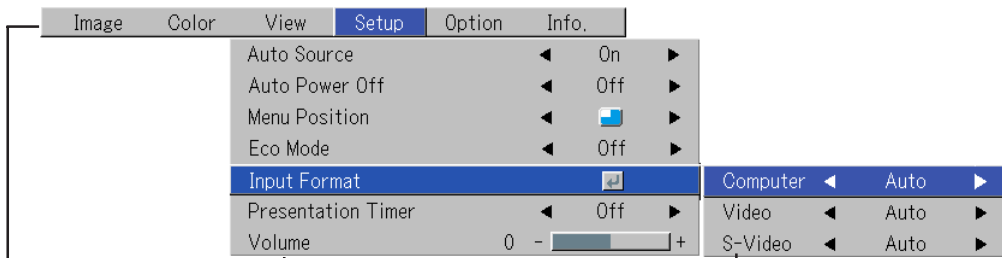 Image Color View Setup Option Info.
Auto Source ◀ On ▶
Auto Power Off ◀ Off ▶
Menu Position ◀ ▶
Eco Mode ◀ Off ▶
Input Format
Presentation Timer ◀ Off ▶
Volume 0 - +
Computer ◀ Auto ▶
Video ◀ Auto ▶
S-Video ◀ Auto ▶